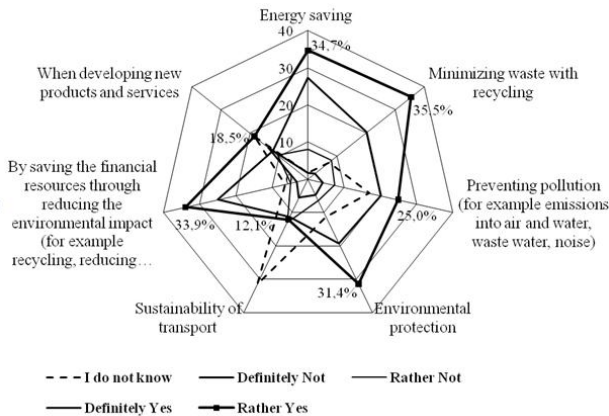 Energy saving
40
34.7%
30
20
10
When developing new
products and services
Minimizing waste with
recycling
35.5%
18.5%
By saving the financial
resources through
reducing the
environmental impact
(for example
recycling, reducing…
33.9%
12.1%
Preventing pollution
(for example emissions
into air and water,
waste water, noise)
25.0%
Sustainability of
transport
31.4%
Environmental
protection
I do not know
Definitely Not
Rather Not
Definitely Yes
Rather Yes